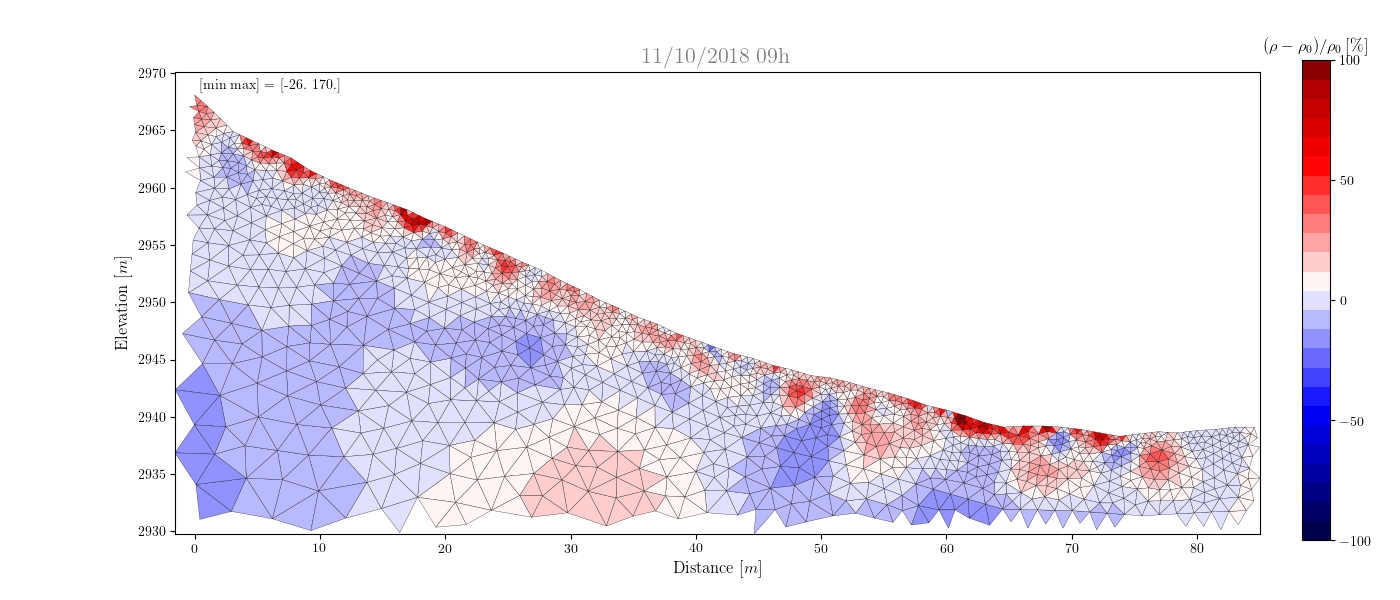 11/10/2018 09h
(ρ − ρ₀)/ρ₀ [%]
[min max] = [-26. 170.]
2970
2965
2960
2955
2950
2945
2940
2935
2930
Elevation [m]
0 10 20 30 40 50 60 70 80
Distance [m]
100
50
0
−50
−100